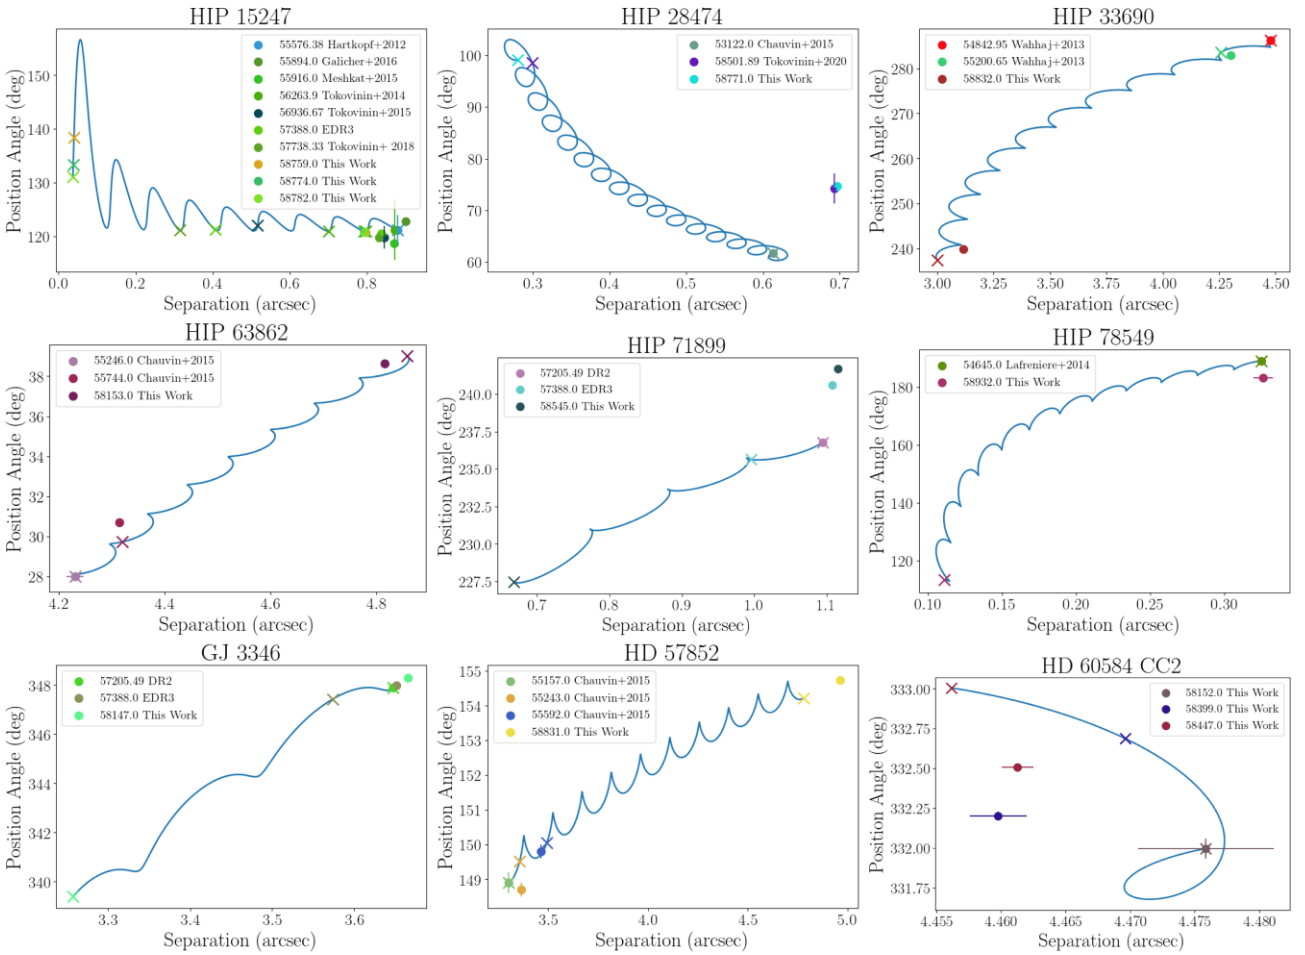 HIP 15247
Position Angle (deg)
150
140
130
120
55576.38 Hartkopf+2012
55894.0 Galicher+2016
55916.0 Meshkat+2015
56263.9 Tokovinin+2014
56936.67 Tokovinin+2015
57388.0 EDR3
57738.33 Tokovinin+ 2018
58759.0 This Work
58774.0 This Work
58782.0 This Work
0.0 0.2 0.4 0.6 0.8
Separation (arcsec)
HIP 28474
Position Angle (deg)
100
90
80
70
60
53122.0 Chauvin+2015
58501.89 Tokovinin+2020
58771.0 This Work
0.3 0.4 0.5 0.6 0.7
Separation (arcsec)
HIP 33690
Position Angle (deg)
280
270
260
250
240
54842.95 Wahhaj+2013
55200.65 Wahhaj+2013
58832.0 This Work
3.00 3.25 3.50 3.75 4.00 4.25 4.50
Separation (arcsec)
HIP 63862
Position Angle (deg)
38
36
34
32
30
28
55246.0 Chauvin+2015
55744.0 Chauvin+2015
58153.0 This Work
4.2 4.4 4.6 4.8
Separation (arcsec)
HIP 71899
Position Angle (deg)
240.0
237.5
235.0
232.5
230.0
227.5
57205.49 DR2
57388.0 EDR3
58545.0 This Work
0.7 0.8 0.9 1.0 1.1
Separation (arcsec)
HIP 78549
Position Angle (deg)
180
160
140
120
54645.0 Lafreniere+2014
58932.0 This Work
0.10 0.15 0.20 0.25 0.30
Separation (arcsec)
GJ 3346
Position Angle (deg)
348
346
344
342
340
57205.49 DR2
57388.0 EDR3
58147.0 This Work
3.3 3.4 3.5 3.6
Separation (arcsec)
HD 57852
Position Angle (deg)
155
154
153
152
151
150
149
55157.0 Chauvin+2015
55243.0 Chauvin+2015
55592.0 Chauvin+2015
58831.0 This Work
3.5 4.0 4.5 5.0
Separation (arcsec)
HD 60584 CC2
Position Angle (deg)
333.00
332.75
332.50
332.25
332.00
331.75
58152.0 This Work
58399.0 This Work
58447.0 This Work
4.455 4.460 4.465 4.470 4.475 4.480
Separation (arcsec)